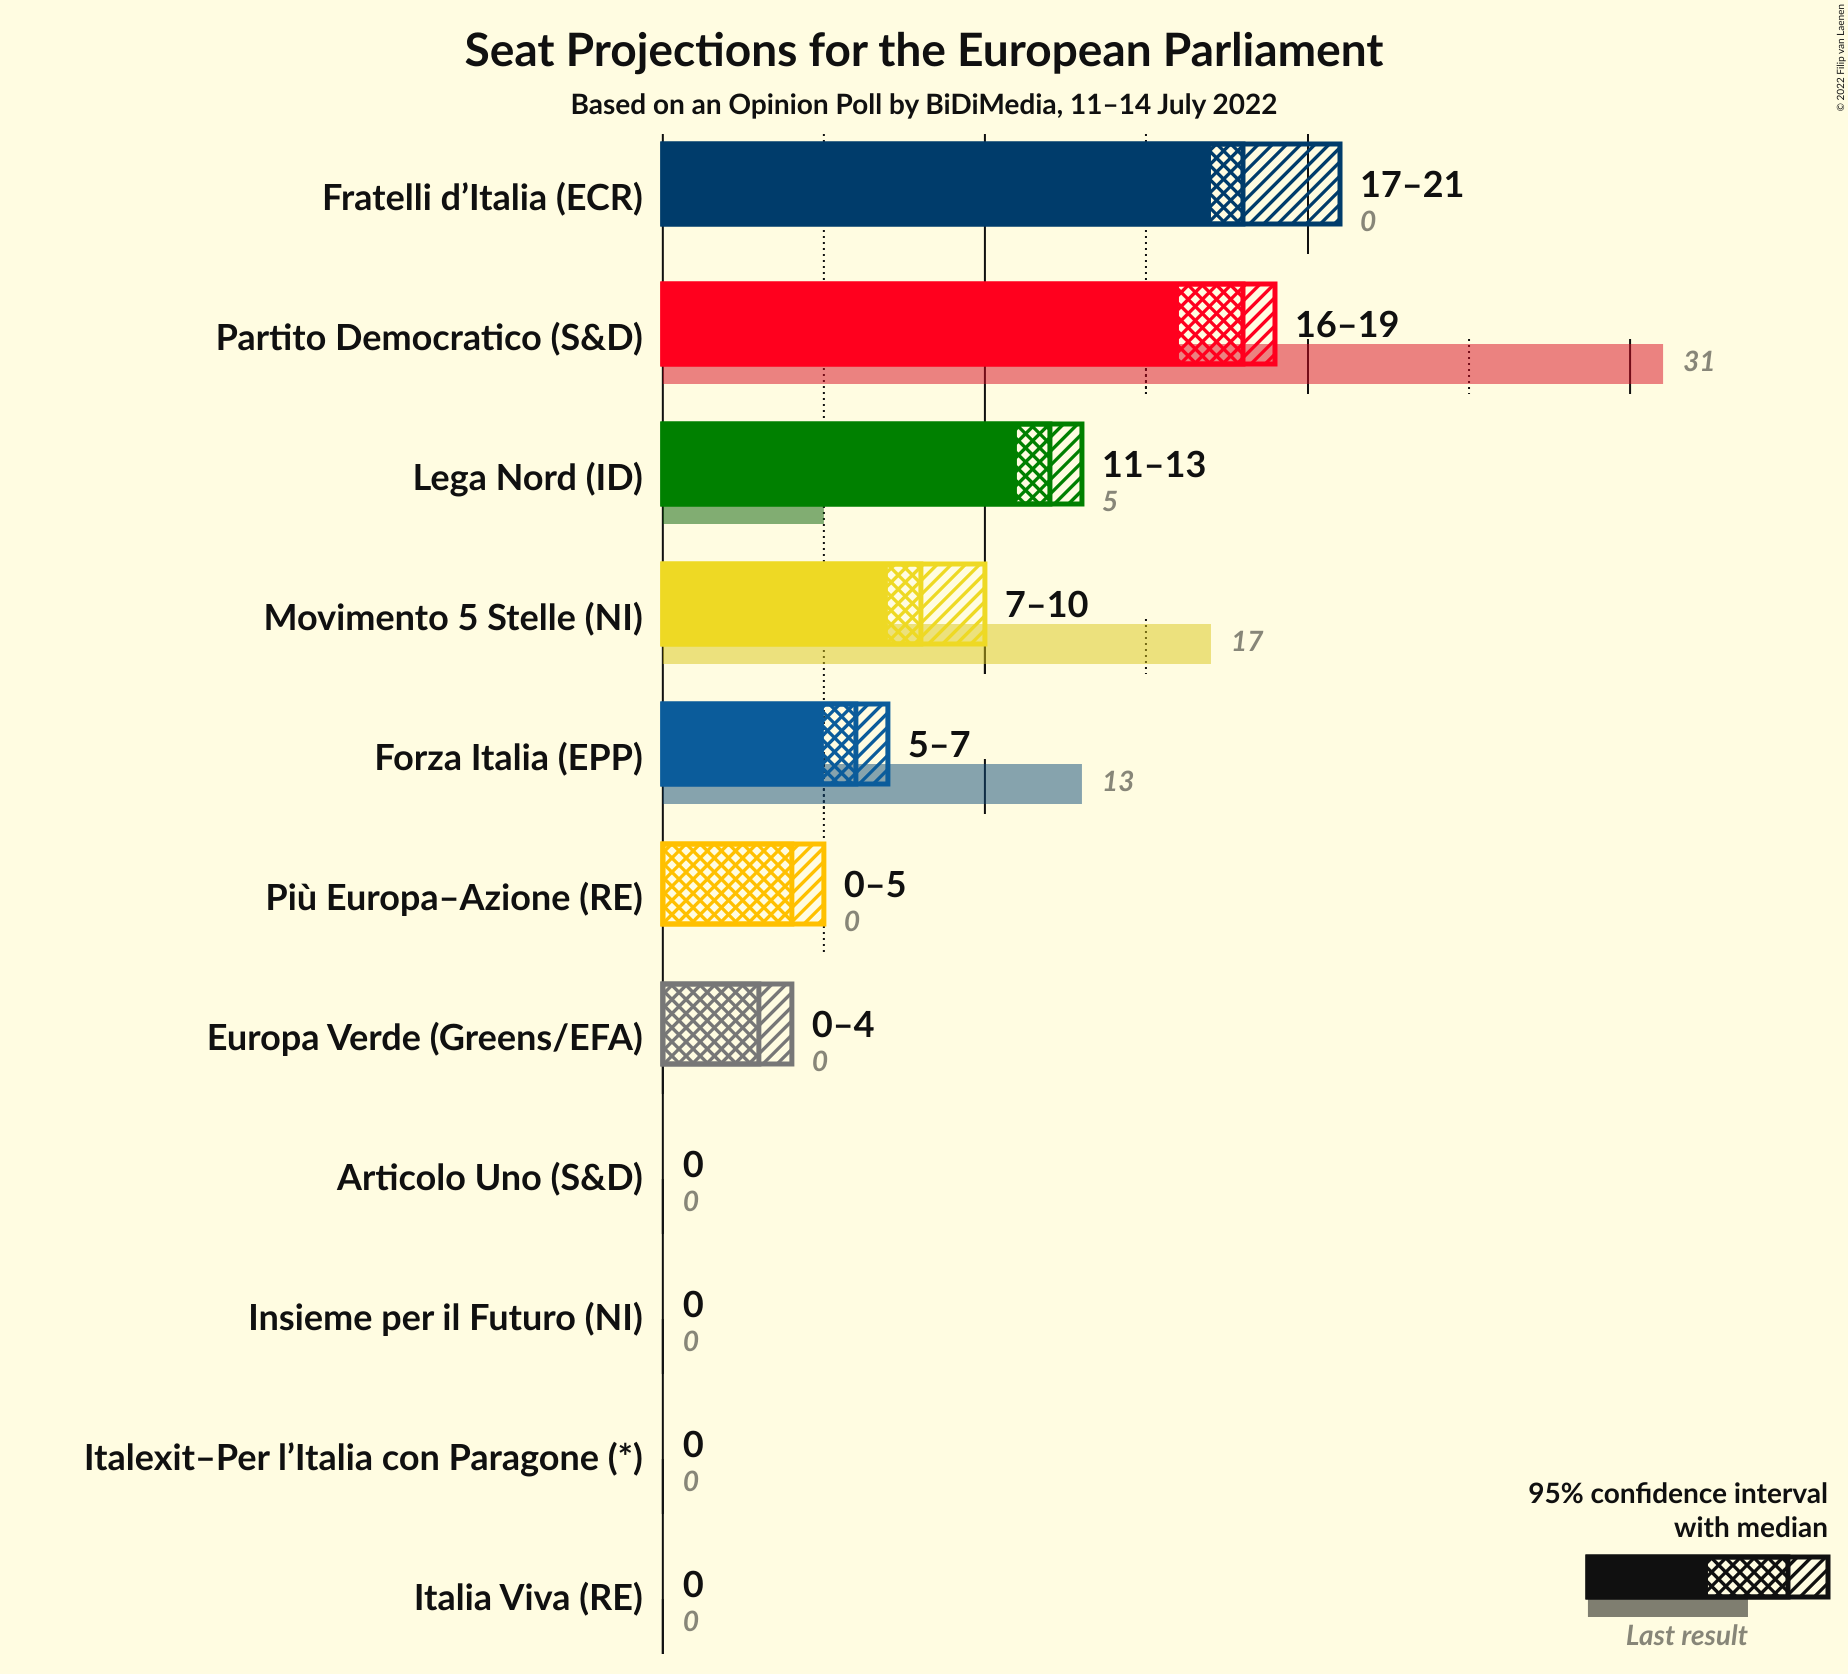 Seat Projections for the European Parliament
Based on an Opinion Poll by BiDiMedia, 11–14 July 2022
© 2022 Filip van Laenen
Fratelli d’Italia (ECR)
17–21
0
Partito Democratico (S&D)
16–19
31
Lega Nord (ID)
11–13
5
Movimento 5 Stelle (NI)
7–10
17
Forza Italia (EPP)
5–7
13
Più Europa–Azione (RE)
0–5
0
Europa Verde (Greens/EFA)
0–4
0
Articolo Uno (S&D)
0
0
Insieme per il Futuro (NI)
0
0
Italexit–Per l’Italia con Paragone (*)
0
0
Italia Viva (RE)
0
0
95% confidence interval
with median
Last result